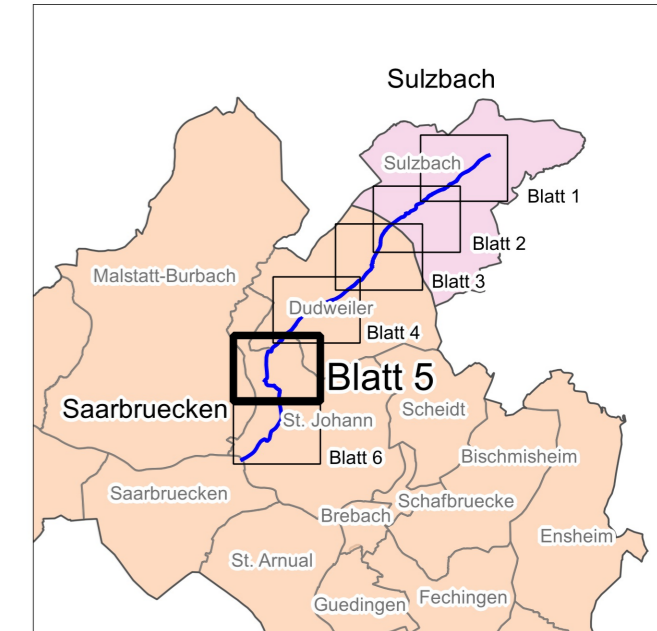 Sulzbach
Sulzbach
Blatt 1
Blatt 2
Malstatt-Burbach
Blatt 3
Dudweiler
Blatt 4
Blatt 5
Saarbruecken
Scheidt
St. Johann
Blatt 6
Bischmisheim
Saarbruecken
Schafbruecke
Brebach
Ensheim
St. Arnual
Fechingen
Guedingen